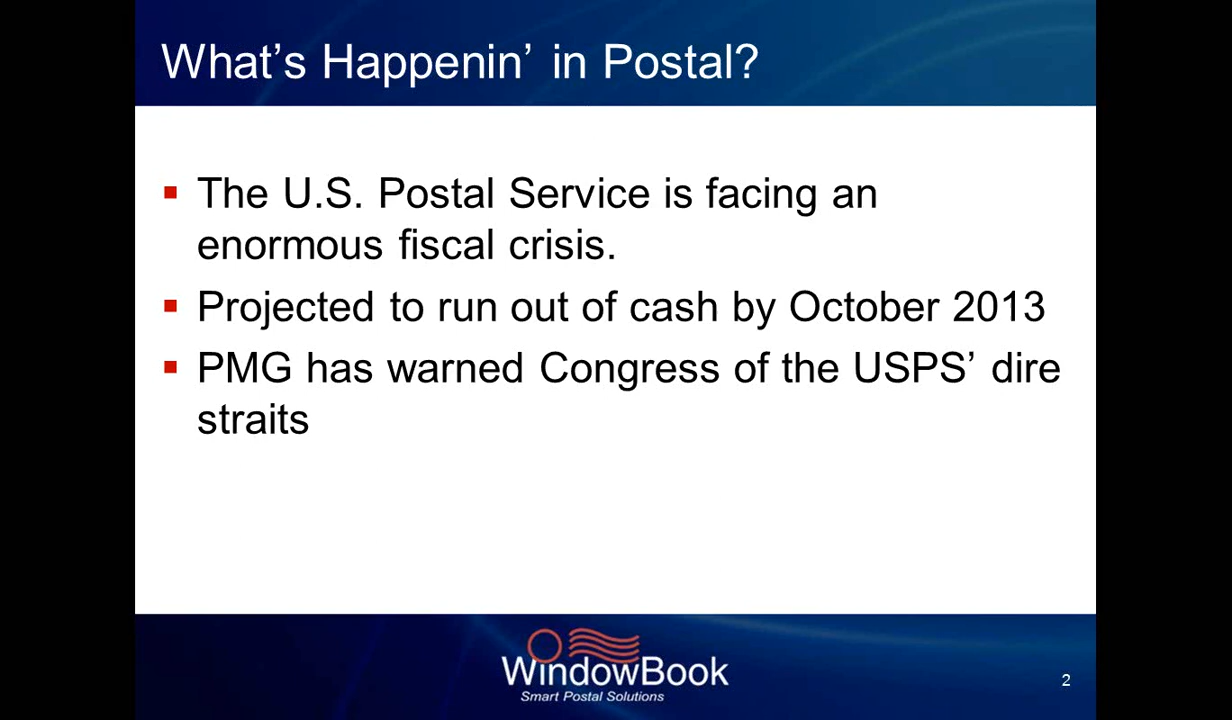 What’s Happenin’ in Postal?
The U.S. Postal Service is facing an
enormous fiscal crisis.
Projected to run out of cash by October 2013
PMG has warned Congress of the USPS’ dire
straits
WindowBook
Smart Postal Solutions
2